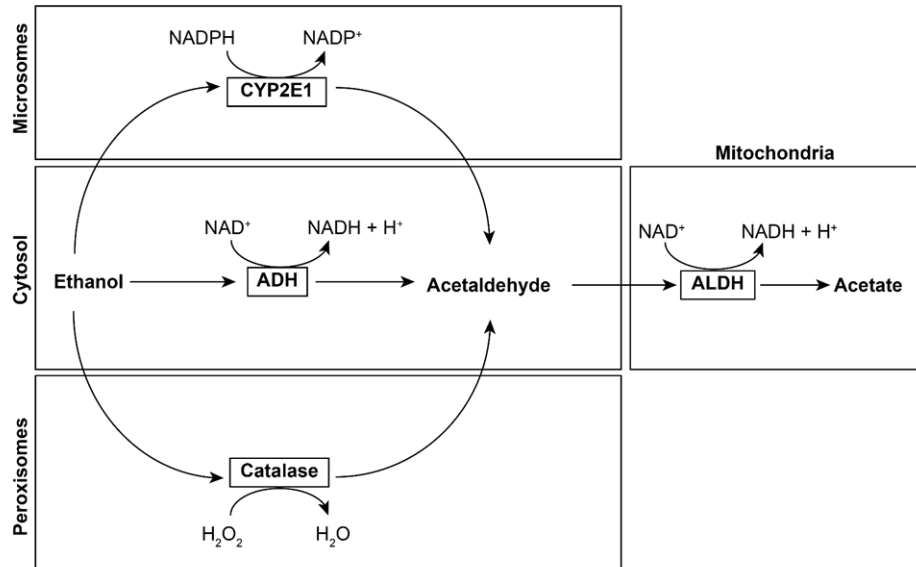 Microsomes
NADPH
NADP⁺
CYP2E1
Cytosol
Ethanol
NAD⁺
NADH + H⁺
ADH
Acetaldehyde
Mitochondria
NAD⁺
NADH + H⁺
ALDH
Acetate
Peroxisomes
Catalase
H₂O₂
H₂O